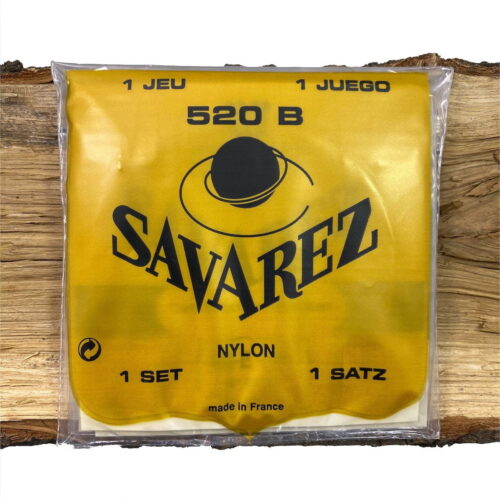 1 JEU 1 JUEGO
520 B
SAVAREZ
NYLON
1 SET 1 SATZ
made in France